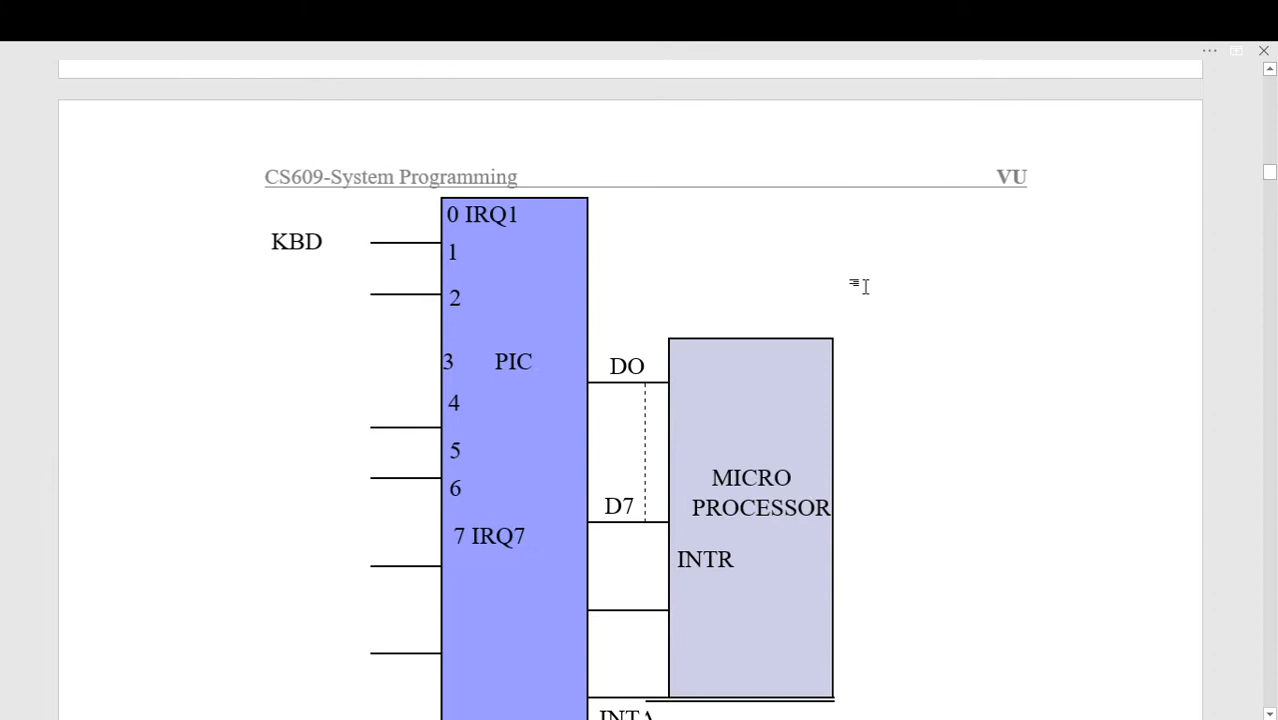 CS609-System Programming VU
0 IRQ1
KBD
1
2
3 PIC
DO
4
5
MICRO
6
D7 PROCESSOR
7 IRQ7
INTR
INTA